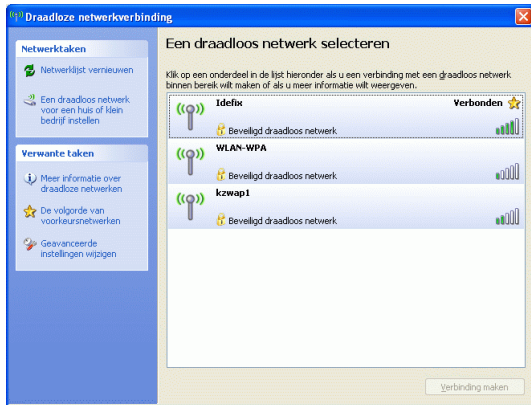 Draadloze netwerkverbinding
Netwerktaken
Netwerklijst vernieuwen
Een draadloos netwerk
voor een huis of klein
bedrijf instellen
Verwante taken
Meer informatie over
draadloze netwerken
De volgorde van
voorkeursnetwerken
Geavanceerde
instellingen wijzigen
Een draadloos netwerk selecteren
Klik op een onderdeel in de lijst hieronder als u een verbinding met een draadloos netwerk
binnen bereik wilt maken of als u meer informatie wilt weergeven.
Idefix Verbonden
Beveiligd draadloos netwerk
WLAN-WPA
Beveiligd draadloos netwerk
kzwap1
Beveiligd draadloos netwerk
Verbinding maken